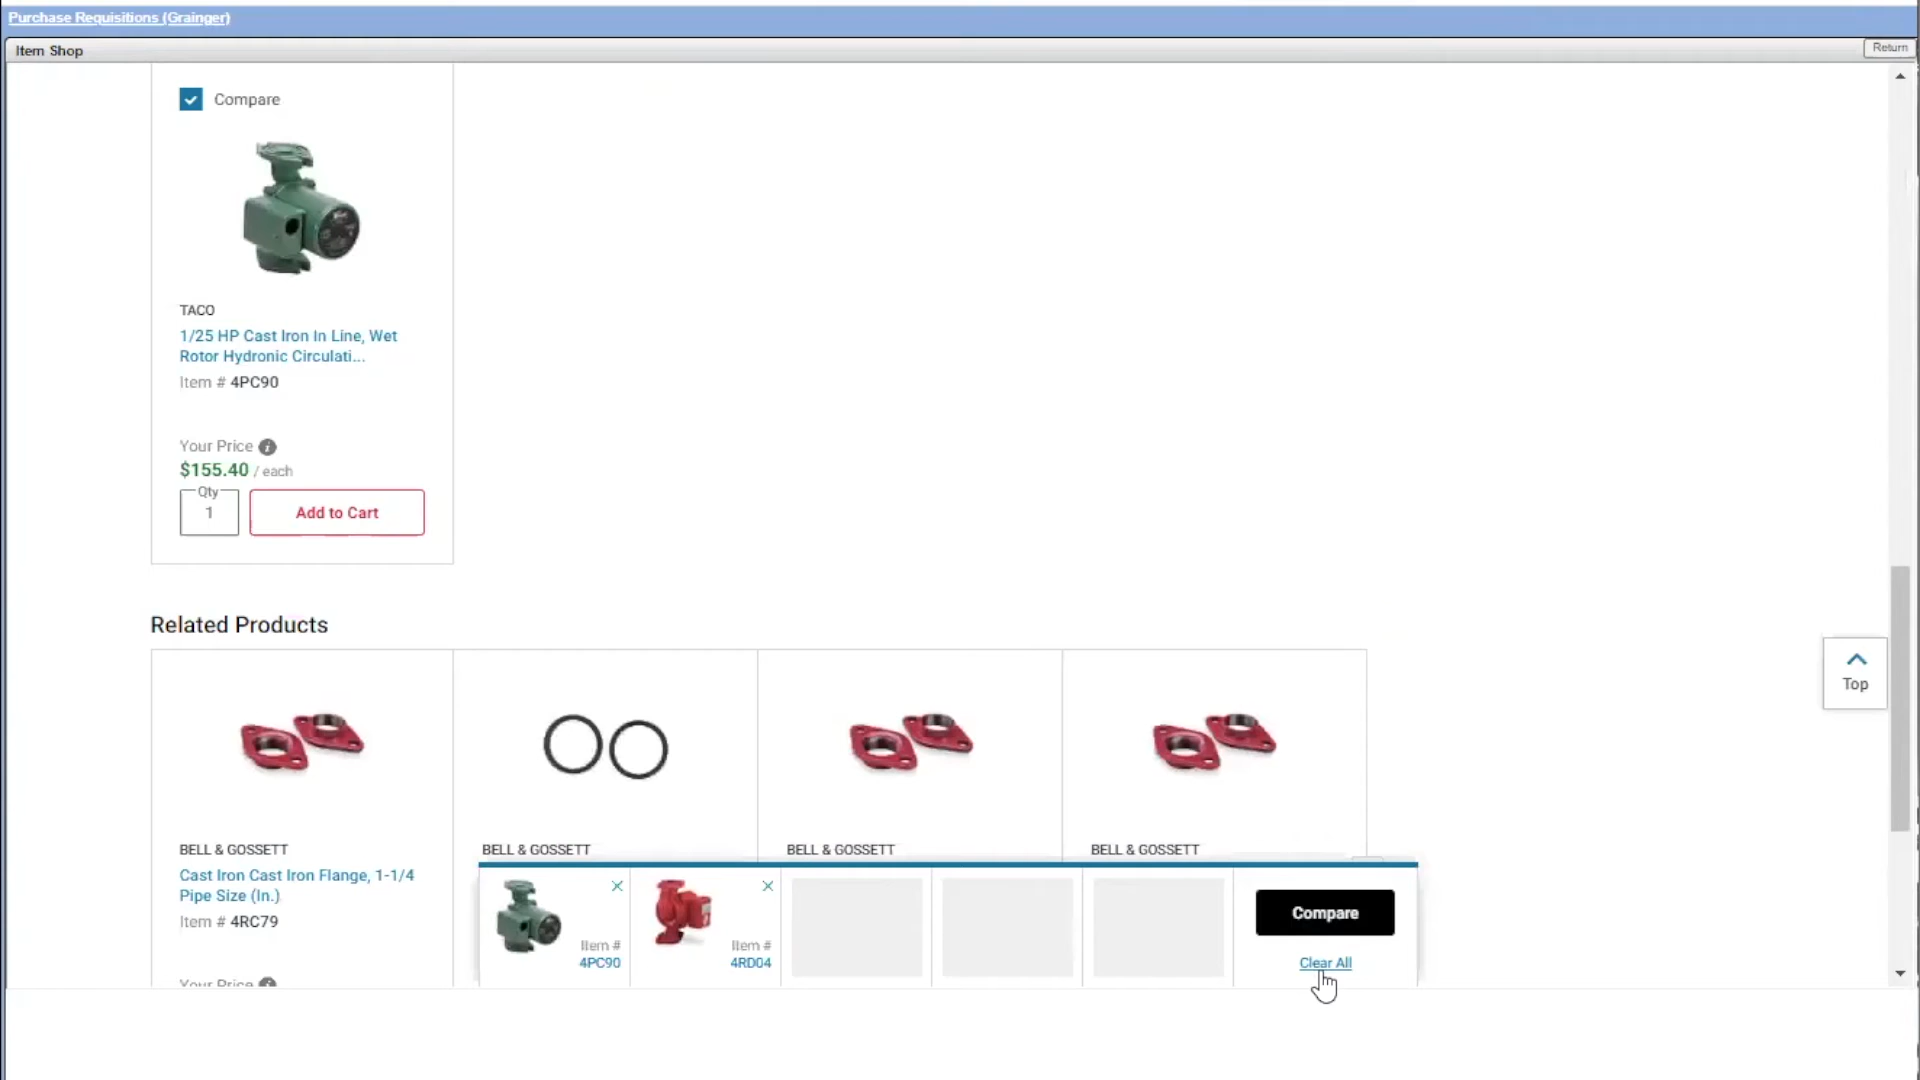 Purchase Requisitions (Grainger)
Item Shop
Return
Compare
TACO
1/25 HP Cast Iron In Line, Wet
Rotor Hydronic Circulati...
Item # 4PC90
Your Price
$155.40 / each
Qty
1
Add to Cart
Related Products
Top
BELL & GOSSETT
Cast Iron Cast Iron Flange, 1-1/4
Pipe Size (In.)
Item # 4RC79
Your Price
BELL & GOSSETT
BELL & GOSSETT
BELL & GOSSETT
Item #
4PC90
Item #
4RD04
Compare
Clear All